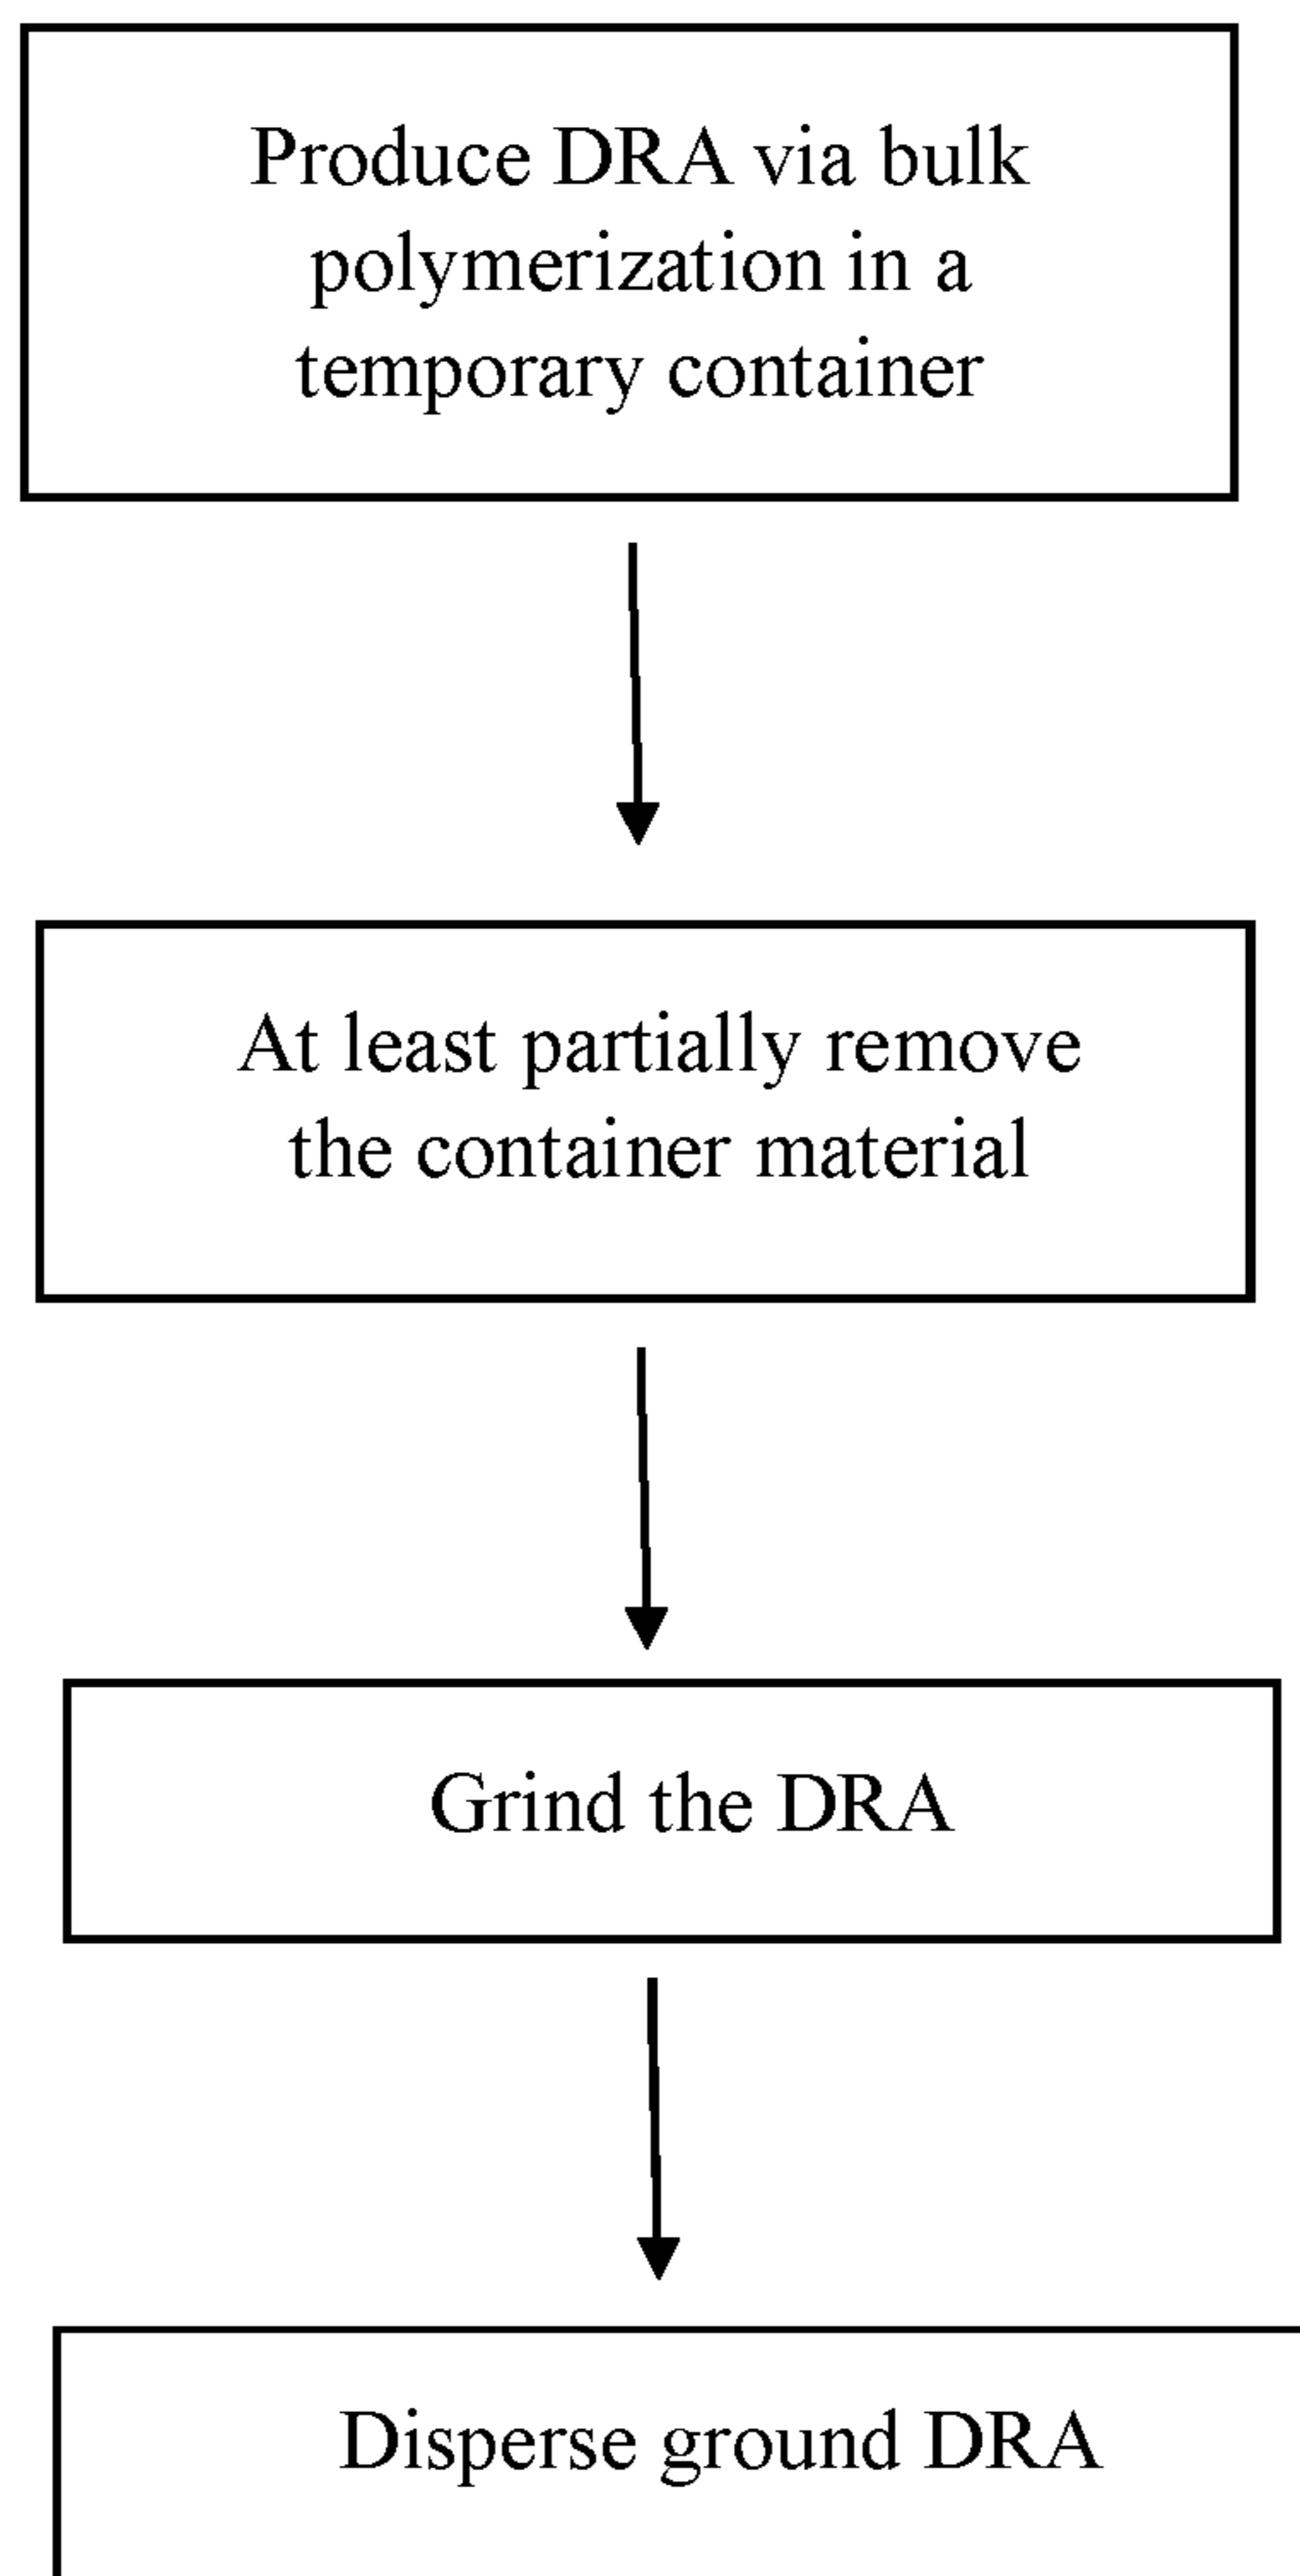 Produce DRA via bulk
polymerization in a
temporary container
At least partially remove
the container material
Grind the DRA
Disperse ground DRA